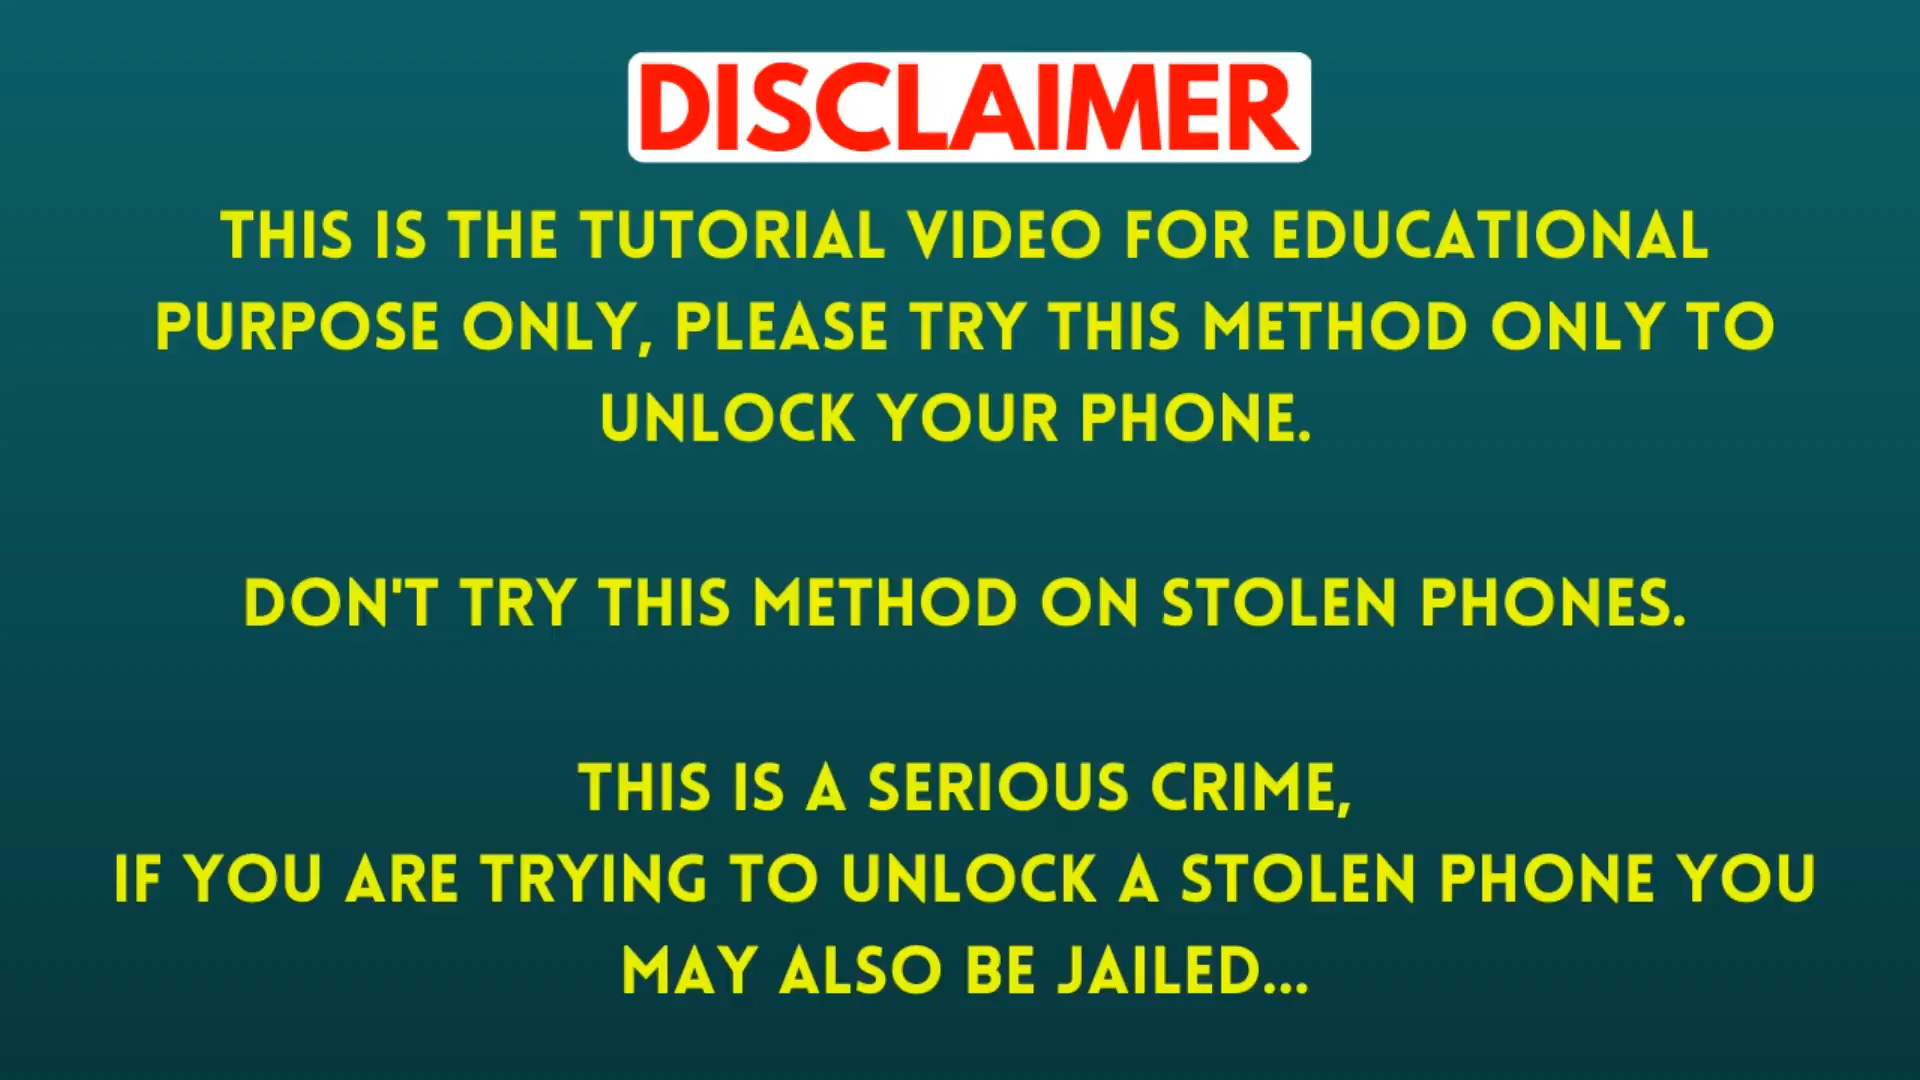 DISCLAIMER
THIS IS THE TUTORIAL VIDEO FOR EDUCATIONAL
PURPOSE ONLY, PLEASE TRY THIS METHOD ONLY TO
UNLOCK YOUR PHONE.
DON'T TRY THIS METHOD ON STOLEN PHONES.
THIS IS A SERIOUS CRIME,
IF YOU ARE TRYING TO UNLOCK A STOLEN PHONE YOU
MAY ALSO BE JAILED...